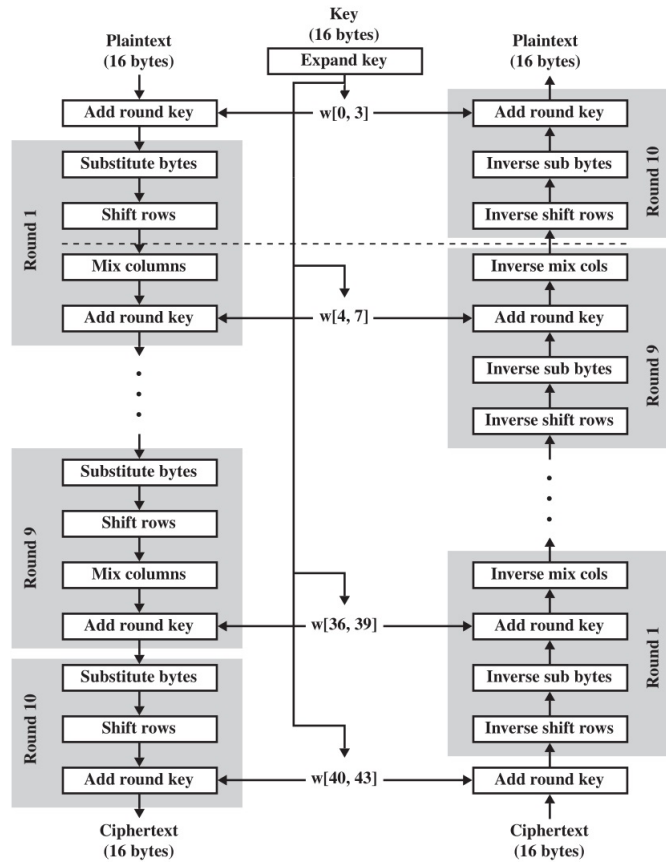 Key
(16 bytes)
Expand key
Plaintext
(16 bytes)
Add round key
Round 1
Substitute bytes
Shift rows
Mix columns
Add round key
Round 9
Substitute bytes
Shift rows
Mix columns
Add round key
Round 10
Substitute bytes
Shift rows
Add round key
Ciphertext
(16 bytes)
w[0, 3]
w[4, 7]
w[36, 39]
w[40, 43]
Plaintext
(16 bytes)
Add round key
Inverse sub bytes
Inverse shift rows
Round 10
Inverse mix cols
Add round key
Inverse sub bytes
Inverse shift rows
Round 9
Inverse mix cols
Add round key
Inverse sub bytes
Inverse shift rows
Round 1
Add round key
Ciphertext
(16 bytes)